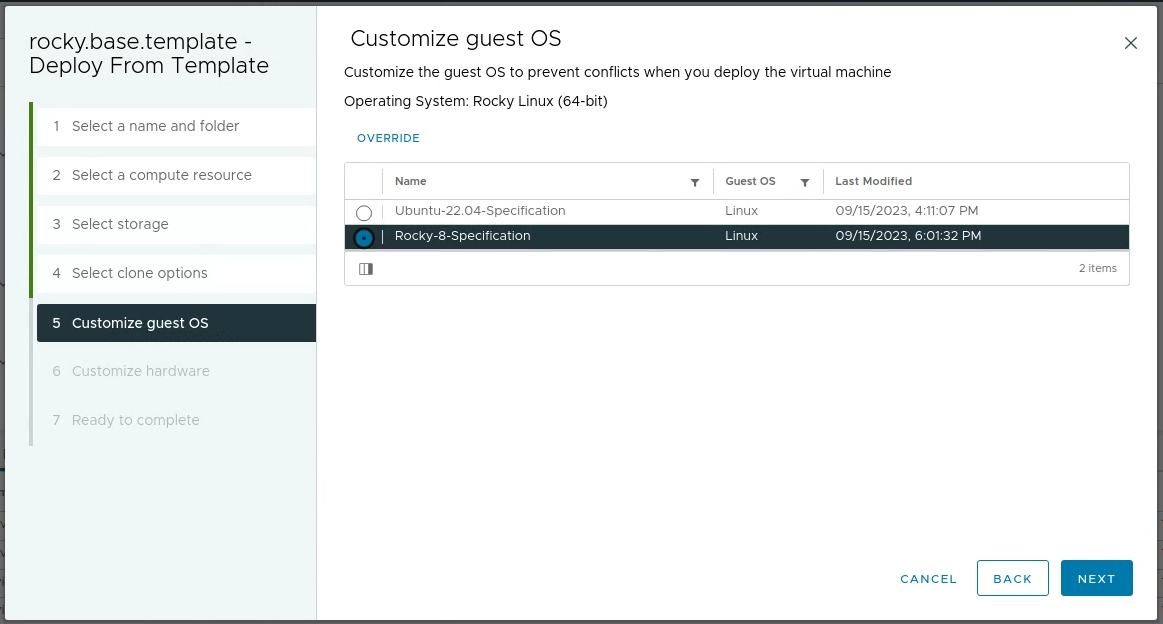 rocky.base.template -
Deploy From Template
1 Select a name and folder
2 Select a compute resource
3 Select storage
4 Select clone options
5 Customize guest OS
6 Customize hardware
7 Ready to complete
Customize guest OS
Customize the guest OS to prevent conflicts when you deploy the virtual machine
Operating System: Rocky Linux (64-bit)
OVERRIDE
Name Guest OS Last Modified
Ubuntu-22.04-Specification Linux 09/15/2023, 4:11:07 PM
Rocky-8-Specification Linux 09/15/2023, 6:01:32 PM
2 items
CANCEL BACK NEXT